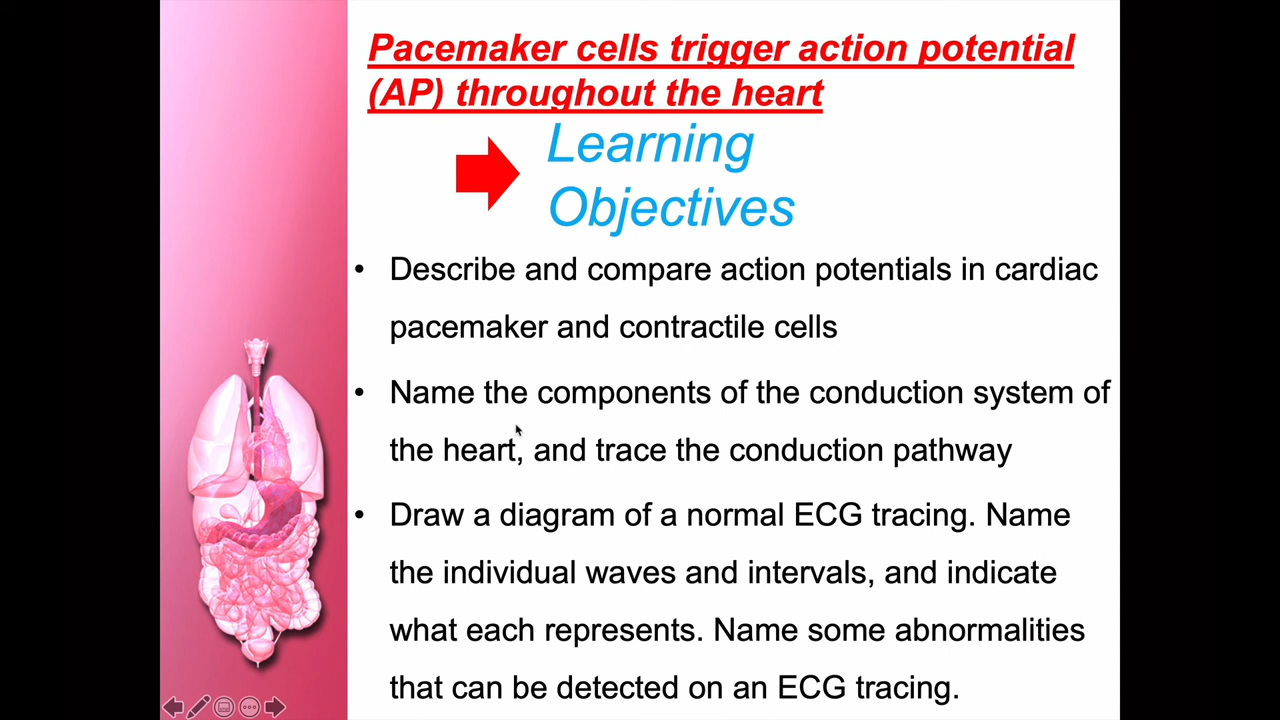 Pacemaker cells trigger action potential
(AP) throughout the heart
Learning
Objectives
• Describe and compare action potentials in cardiac
pacemaker and contractile cells
• Name the components of the conduction system of
the heart, and trace the conduction pathway
• Draw a diagram of a normal ECG tracing. Name
the individual waves and intervals, and indicate
what each represents. Name some abnormalities
that can be detected on an ECG tracing.